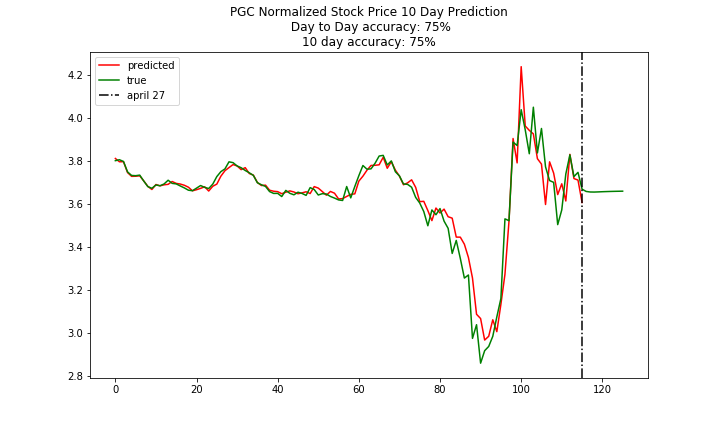 PGC Normalized Stock Price 10 Day Prediction
Day to Day accuracy: 75%
10 day accuracy: 75%
predicted
true
april 27
4.2
4.0
3.8
3.6
3.4
3.2
3.0
2.8
0 20 40 60 80 100 120